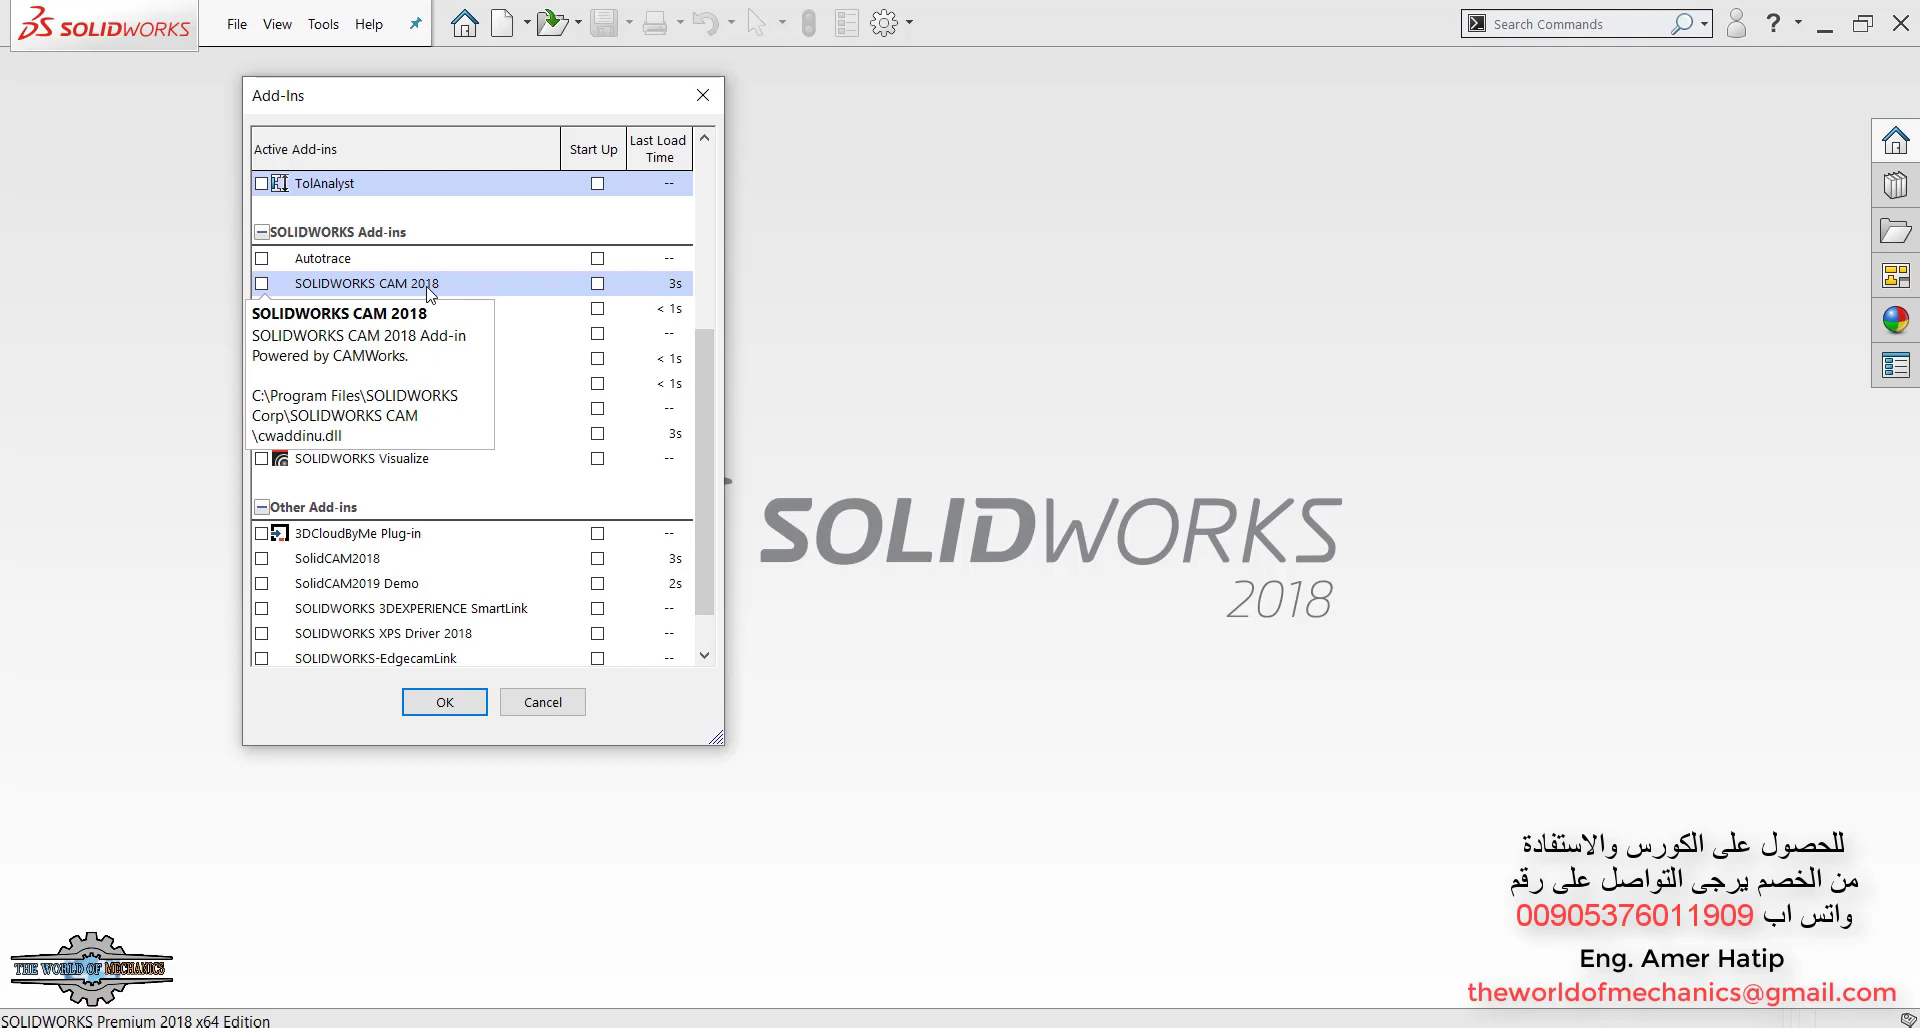 SOLIDWORKS
File View Tools Help
Search Commands
?
Add-Ins
Active Add-ins
Start Up
Last Load
Time
TolAnalyst --
SOLIDWORKS Add-ins
Autotrace --
SOLIDWORKS CAM 2018 3s
SOLIDWORKS CAM 2018
SOLIDWORKS CAM 2018 Add-in
Powered by CAMWorks.
C:\Program Files\SOLIDWORKS
Corp\SOLIDWORKS CAM
\cwaddinu.dll
< 1s
--
< 1s
< 1s
--
3s
SOLIDWORKS Visualize --
Other Add-ins
3DCloudByMe Plug-in --
SolidCAM2018 3s
SolidCAM2019 Demo 2s
SOLIDWORKS 3DEXPERIENCE SmartLink --
SOLIDWORKS XPS Driver 2018 --
SOLIDWORKS-EdgecamLink --
OK Cancel
SOLIDWORKS
2018
للحصول على الكورس والاستفادة
من الخصم يرجى التواصل على رقم
واتس اب 00905376011909
Eng. Amer Hatip
theworldofmechanics@gmail.com
THE WORLD OF MECHANICS
SOLIDWORKS Premium 2018 x64 Edition